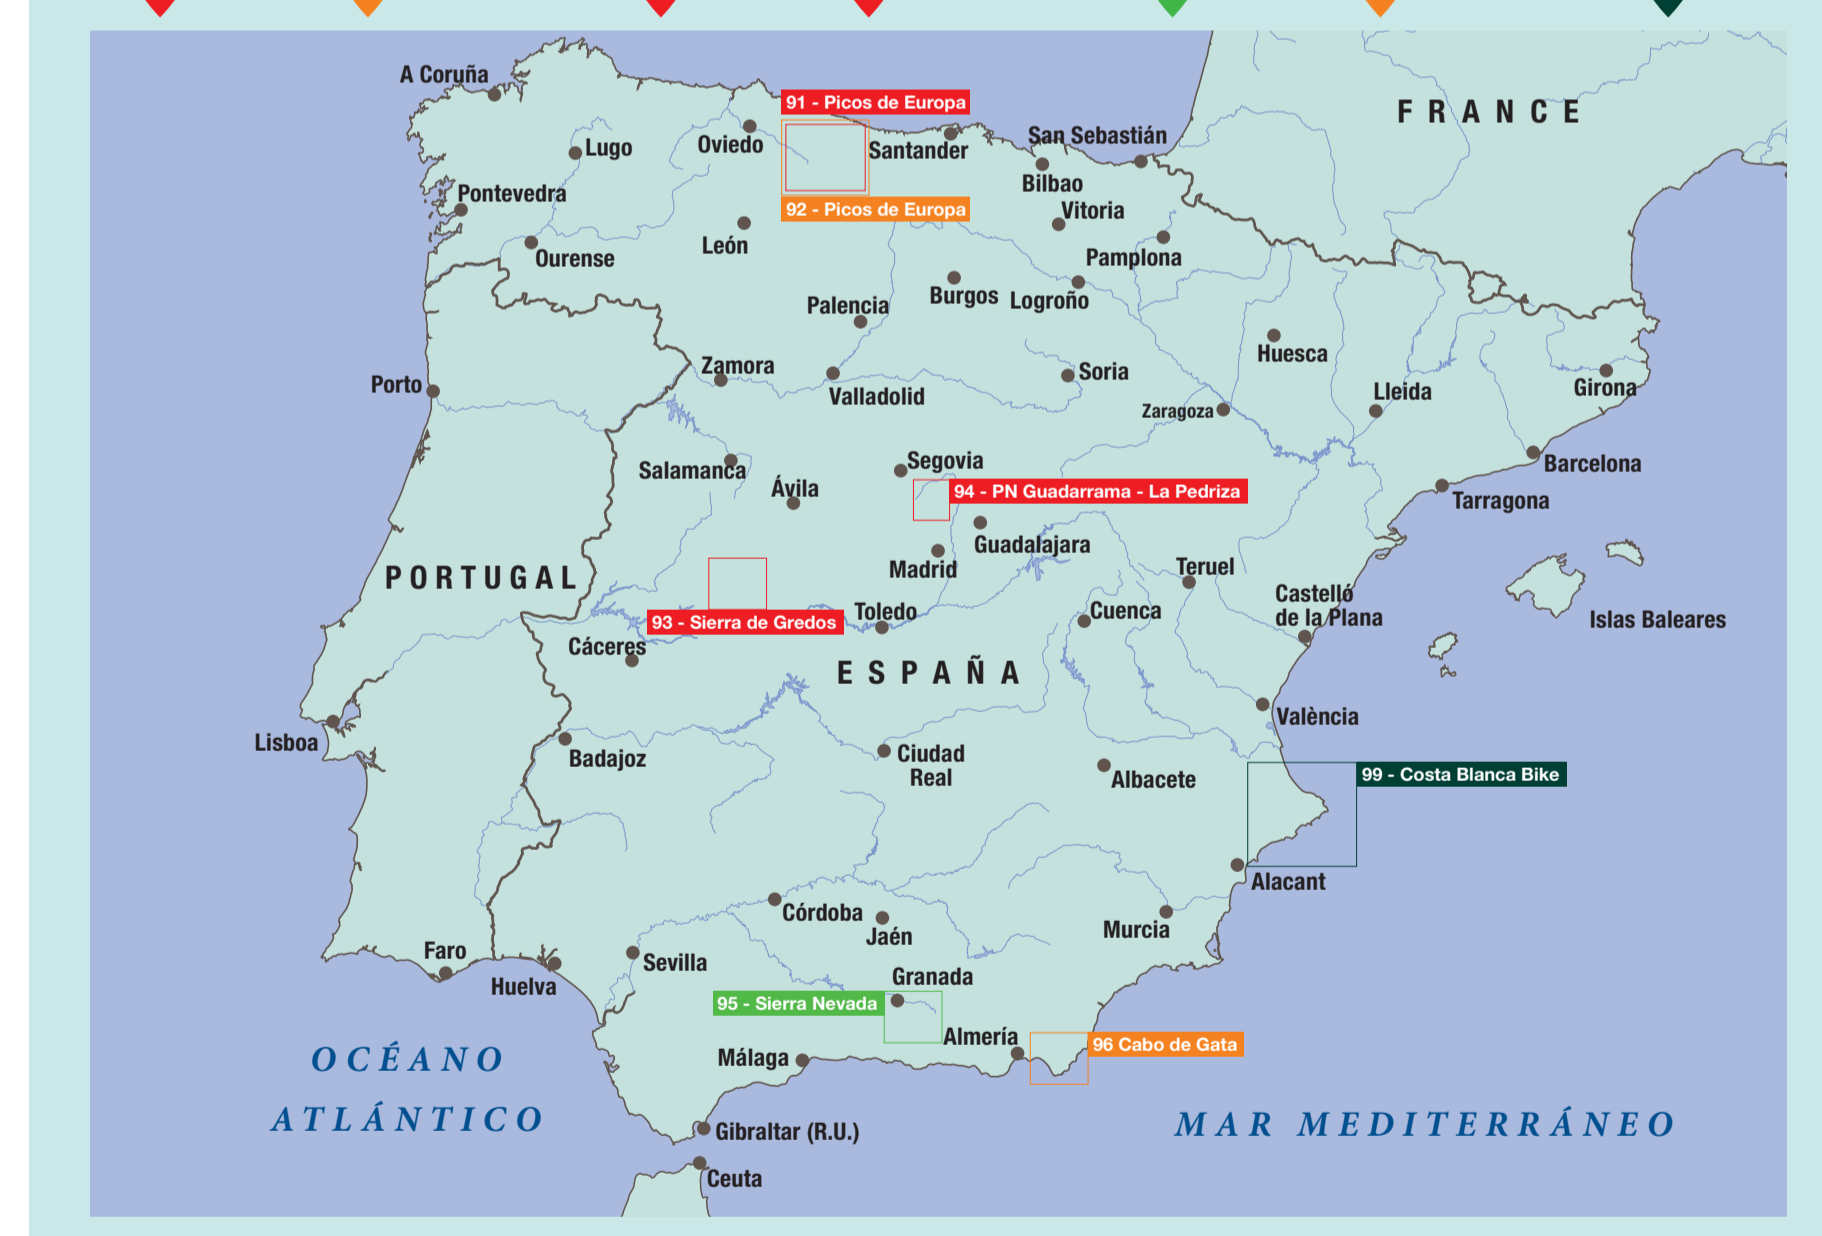 A Coruña
91 - Picos de Europa
FRANCE
Oviedo
Santander
San Sebastián
Lugo
Bilbao
Pontevedra
92 - Picos de Europa
Vitoria
León
Ourense
Pamplona
Burgos
Logroño
Palencia
Huesca
Zamora
Soria
Porto
Valladolid
Lleida
Girona
Zaragoza
Segovia
Salamanca
Barcelona
Ávila
94 - PN Guadarrama - La Pedriza
Tarragona
Guadalajara
Madrid
PORTUGAL
Teruel
Castelló
de la Plana
Toledo
Cuenca
93 - Sierra de Gredos
Islas Baleares
Cáceres
ESPAÑA
València
Lisboa
Badajoz
Ciudad
Real
Albacete
99 - Costa Blanca Bike
Alacant
Córdoba
Jaén
Murcia
Faro
Sevilla
Huelva
Granada
95 - Sierra Nevada
Almería
96 Cabo de Gata
Málaga
OCÉANO
ATLÁNTICO
MAR MEDITERRÁNEO
Gibraltar (R.U.)
Ceuta